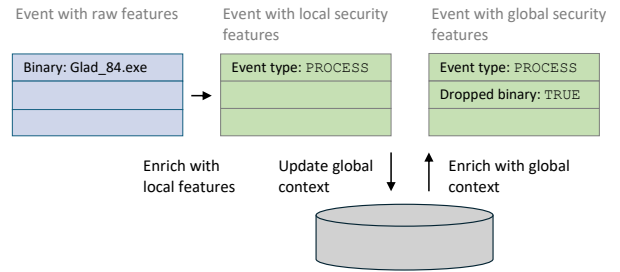 Event with raw features
Event with local security
features
Event with global security
features
Binary: Glad_84.exe
Event type: PROCESS
Event type: PROCESS
Dropped binary: TRUE
Enrich with
local features
Update global
context
Enrich with global
context